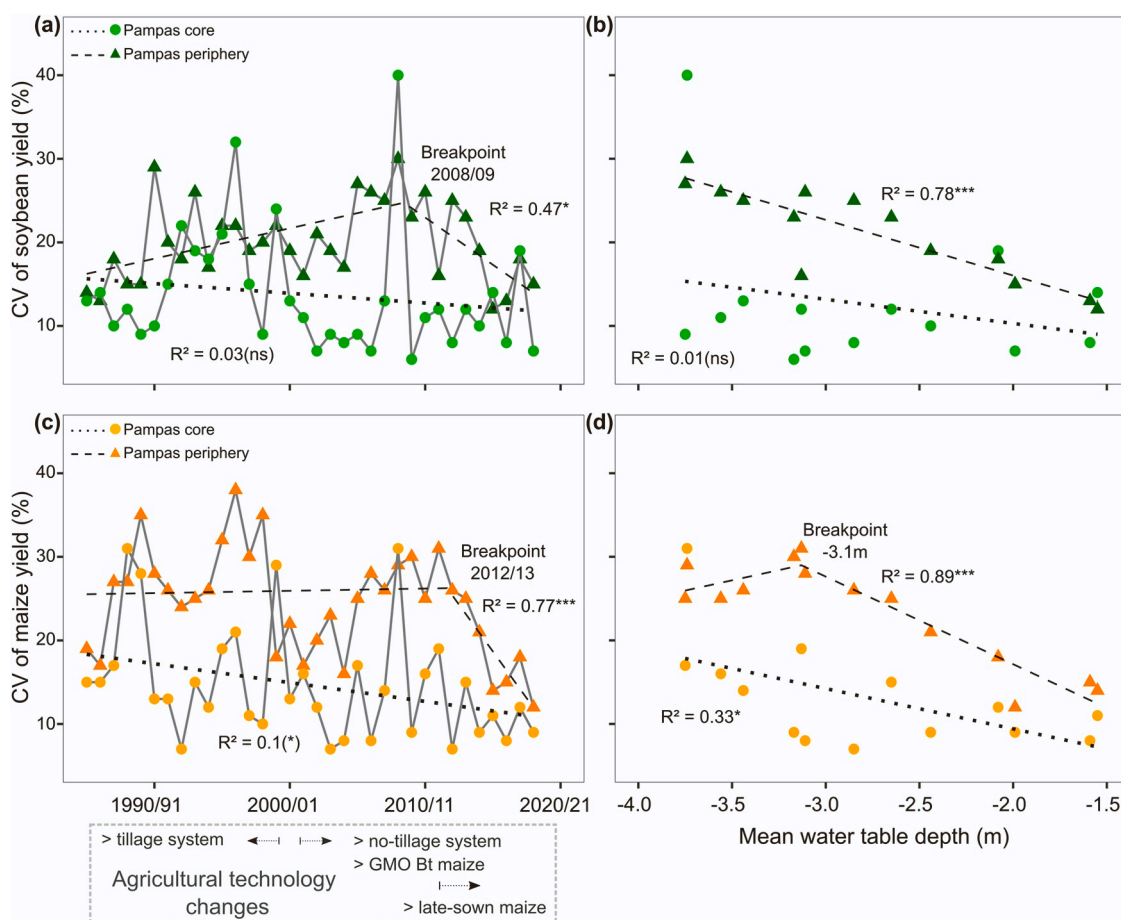 (a)
Pampas core
Pampas periphery
CV of soybean yield (%)
40
30
20
10
Breakpoint
2008/09
R² = 0.47*
R² = 0.03(ns)
(b)
R² = 0.78***
R² = 0.01(ns)
(c)
Pampas core
Pampas periphery
CV of maize yield (%)
40
30
20
10
Breakpoint
2012/13
R² = 0.77***
R² = 0.1(*)
1990/91 2000/01 2010/11 2020/21
(d)
Breakpoint
-3.1m
R² = 0.89***
R² = 0.33*
-4.0 -3.5 -3.0 -2.5 -2.0 -1.5
Mean water table depth (m)
> tillage system
> no-tillage system
> GMO Bt maize
> late-sown maize
Agricultural technology
changes